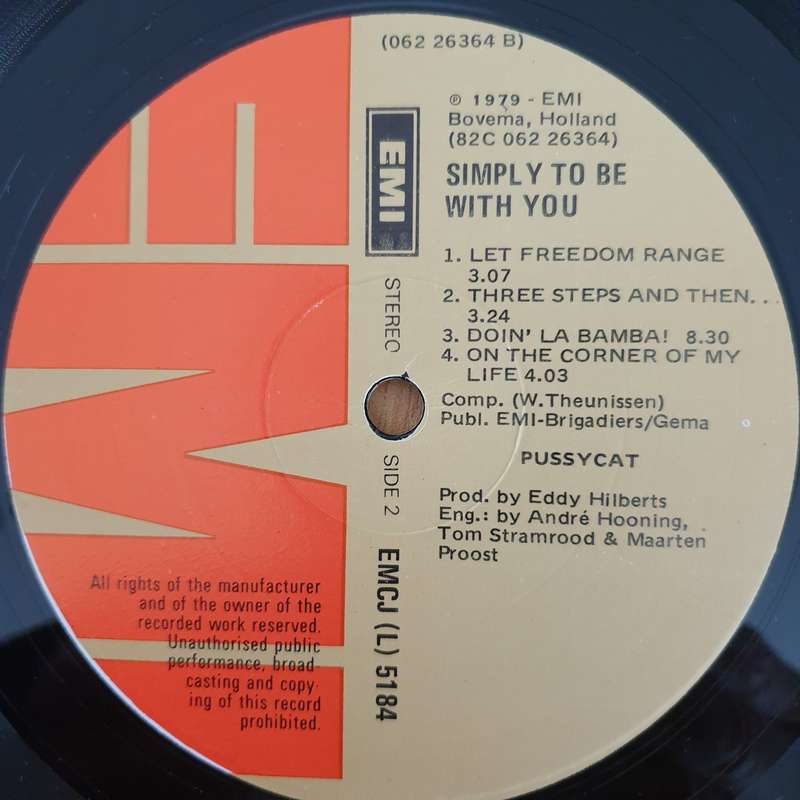 (062 26364 B)
℗ 1979 - EMI
Bovema, Holland
(82C 062 26364)
SIMPLY TO BE
WITH YOU
1. LET FREEDOM RANGE
3.07
2. THREE STEPS AND THEN...
3.24
3. DOIN' LA BAMBA! 8.30
4. ON THE CORNER OF MY
LIFE 4.03
Comp. (W.Theunissen)
Publ. EMI-Brigadiers/Gema
PUSSYCAT
Prod. by Eddy Hilberts
Eng.: by André Hooning,
Tom Stramrood & Maarten
Proost
EMI
STEREO
SIDE 2
EMCJ (L) 5184
EMI
All rights of the manufacturer
and of the owner of the
recorded work reserved.
Unauthorised public
performance, broad-
casting and copy-
ing of this record
prohibited.